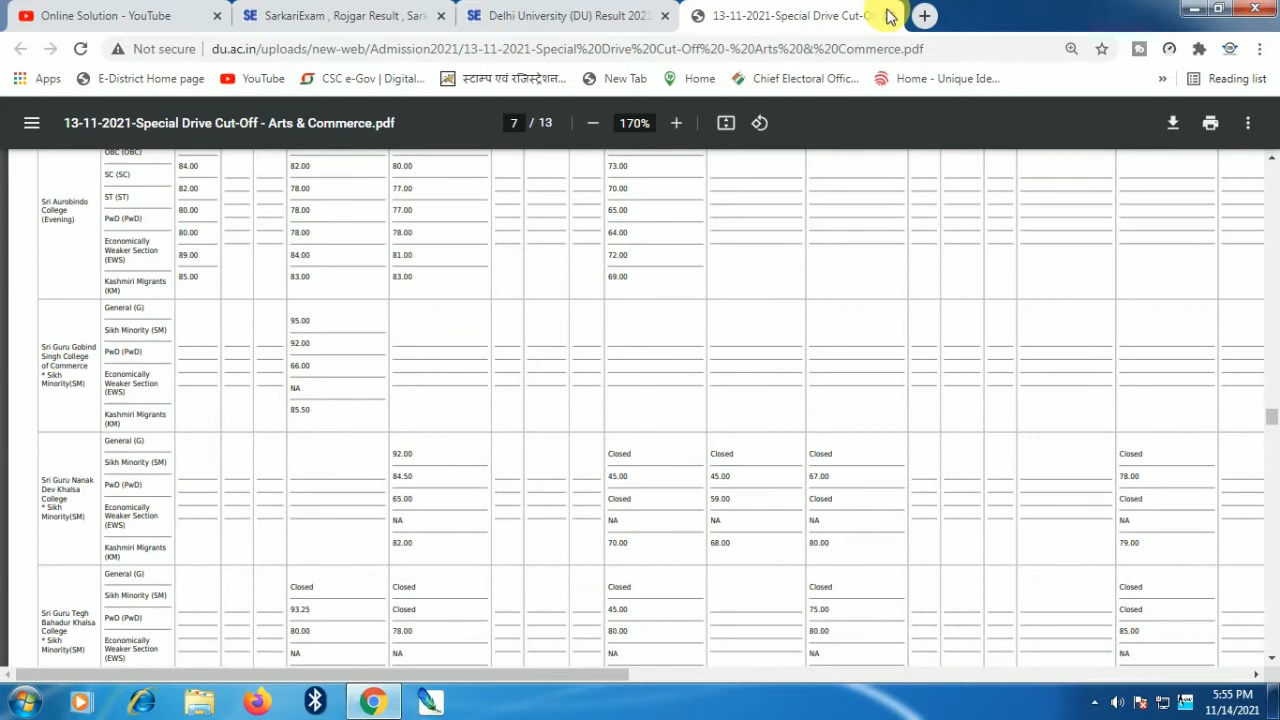 Online Solution - YouTube
SarkariExam , Rojgar Result , Sark
Delhi University (DU) Result 2021
13-11-2021-Special Drive Cut-O
Not secure
du.ac.in/uploads/new-web/Admission2021/13-11-2021-Special%20Drive%20Cut-Off%20-%20Arts%20&%20Commerce.pdf
Apps
E-District Home page
YouTube
CSC e-Gov | Digital...
स्टाम्प एवं रजिस्ट्रेशन...
New Tab
Home
Chief Electoral Offic...
Home - Unique Ide...
»
Reading list
13-11-2021-Special Drive Cut-Off - Arts & Commerce.pdf
7 / 13
170%
OBC (OBC)
84.00 82.00 80.00 73.00
SC (SC)
82.00 78.00 77.00 70.00
ST (ST)
Sri Aurobindo
College
(Evening)
80.00 78.00 77.00 65.00
PwD (PwD)
80.00 78.00 78.00 64.00
Economically
Weaker Section
(EWS)
89.00 84.00 81.00 72.00
85.00 83.00 83.00 69.00
Kashmiri Migrants
(KM)
General (G)
95.00
Sikh Minority (SM)
92.00
Sri Guru Gobind
Singh College
of Commerce
* Sikh
Minority(SM)
PwD (PwD)
66.00
Economically
Weaker Section
(EWS)
NA
Kashmiri Migrants
(KM)
85.50
General (G)
92.00 Closed Closed Closed Closed
Sikh Minority (SM)
84.50 45.00 45.00 67.00 78.00
Sri Guru Nanak
Dev Khalsa
College
* Sikh
Minority(SM)
PwD (PwD)
65.00 Closed 59.00 Closed Closed
Economically
Weaker Section
(EWS)
NA NA NA NA NA
Kashmiri Migrants
(KM)
82.00 70.00 68.00 80.00 79.00
General (G)
Closed Closed Closed Closed Closed
Sikh Minority (SM)
93.25 Closed 45.00 75.00 Closed
Sri Guru Tegh
Bahadur Khalsa
College
* Sikh
Minority(SM)
PwD (PwD)
80.00 78.00 80.00 80.00 85.00
Economically
Weaker Section
(EWS)
NA NA NA NA NA
5:55 PM
11/14/2021